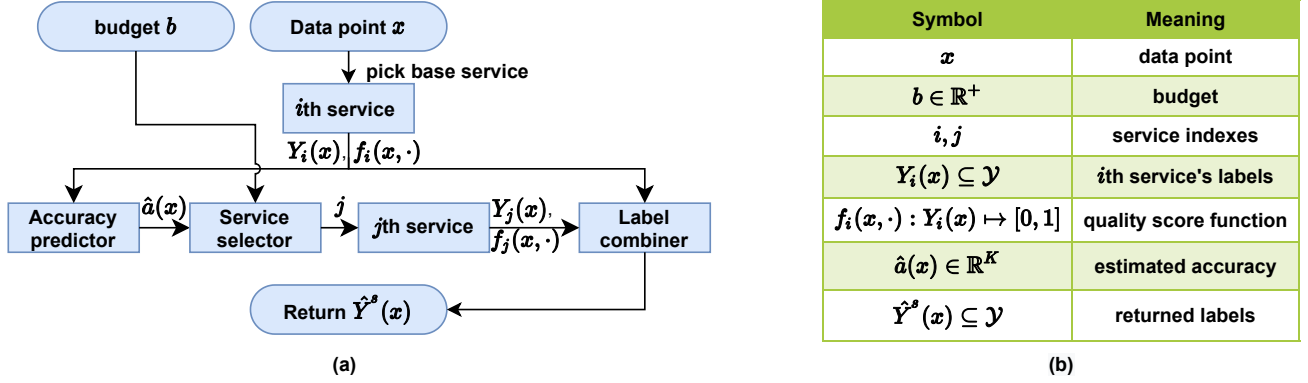 budget b
Data point x
pick base service
ith service
Y_i(x), f_i(x, ·)
Accuracy
predictor
â(x)
Service
selector
j
jth service
Y_j(x),
f_j(x, ·)
Label
combiner
Return Ŷ^s(x)
(a)
Symbol Meaning
x data point
b ∈ ℝ^+ budget
i, j service indexes
Y_i(x) ⊆ 𝒴 ith service's labels
f_i(x, ·) : Y_i(x) ↦ [0, 1] quality score function
â(x) ∈ ℝ^K estimated accuracy
Ŷ^s(x) ⊆ 𝒴 returned labels
(b)